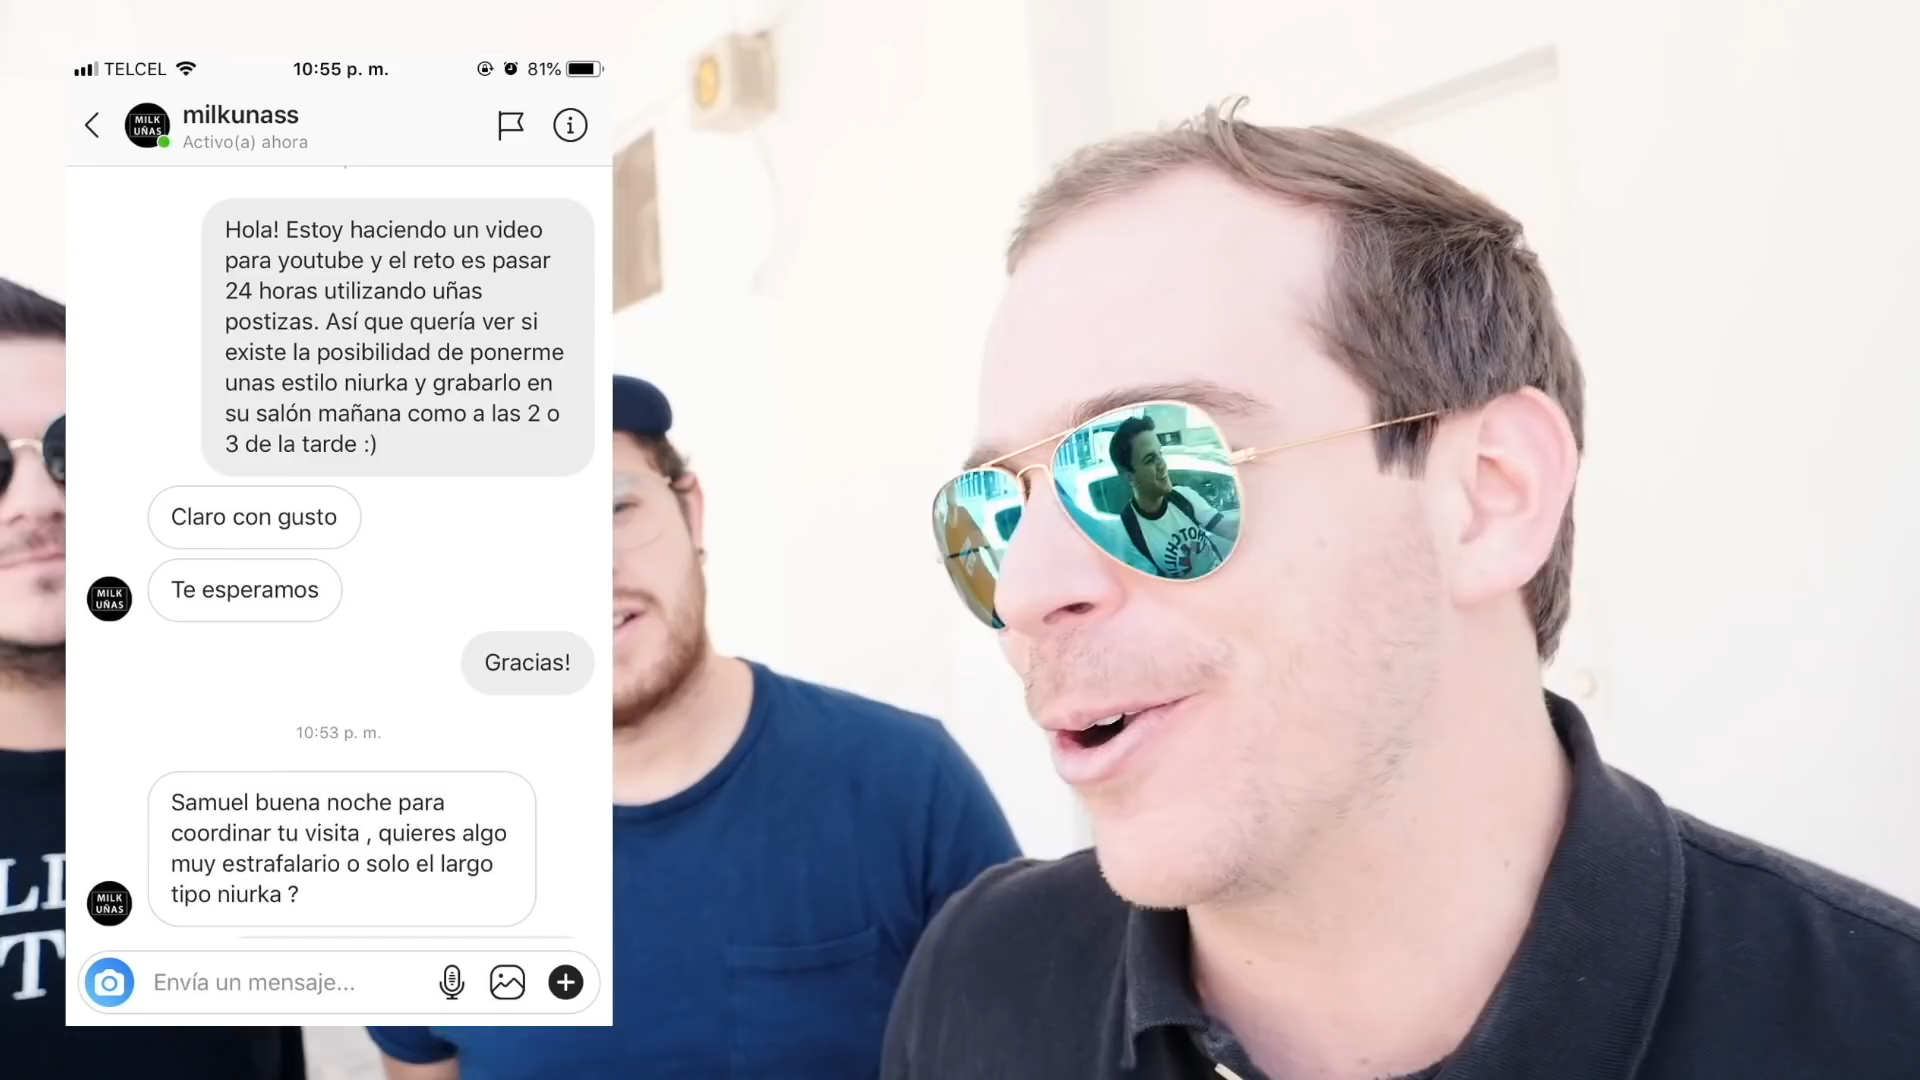 TELCEL
10:55 p. m.
81%
MILK
UÑAS
milkunass
Activo(a) ahora
Hola! Estoy haciendo un video
para youtube y el reto es pasar
24 horas utilizando uñas
postizas. Así que quería ver si
existe la posibilidad de ponerme
unas estilo niurka y grabarlo en
su salón mañana como a las 2 o
3 de la tarde :)
Claro con gusto
Te esperamos
MILK
UÑAS
Gracias!
10:53 p. m.
Samuel buena noche para
coordinar tu visita , quieres algo
muy estrafalario o solo el largo
tipo niurka ?
MILK
UÑAS
Envía un mensaje...